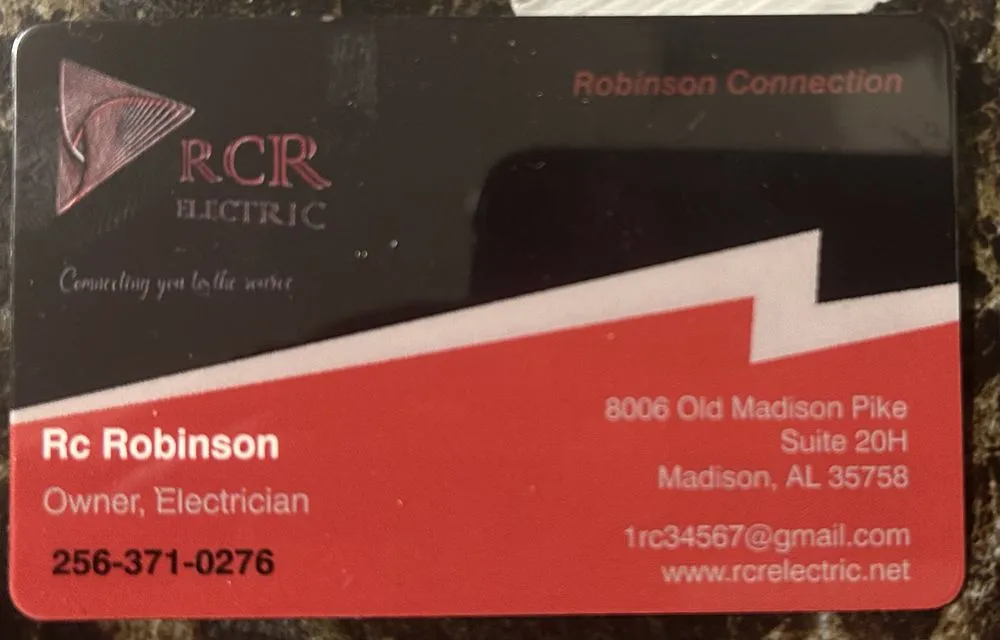 Robinson Connection
RCR
ELECTRIC
Connecting you to the source
Rc Robinson
Owner, Electrician
256-371-0276
8006 Old Madison Pike
Suite 20H
Madison, AL 35758
1rc34567@gmail.com
www.rcrelectric.net